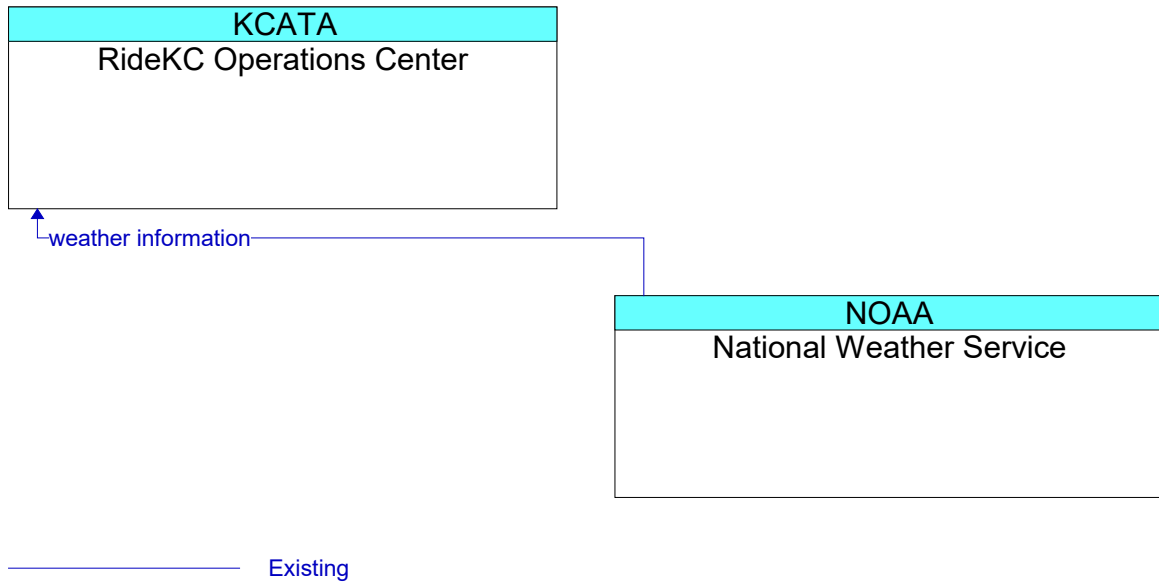 KCATA
RideKC Operations Center
weather information
NOAA
National Weather Service
Existing